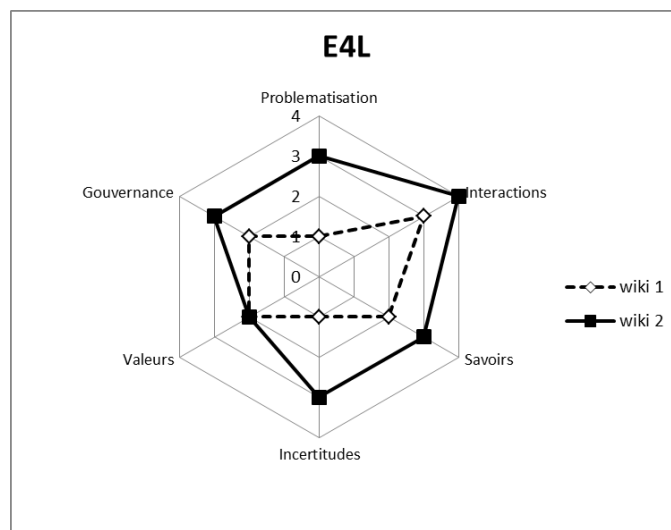 E4L
Problematisation
4
3
Gouvernance
Interactions
2
1
0
wiki 1
wiki 2
Valeurs
Savoirs
Incertitudes